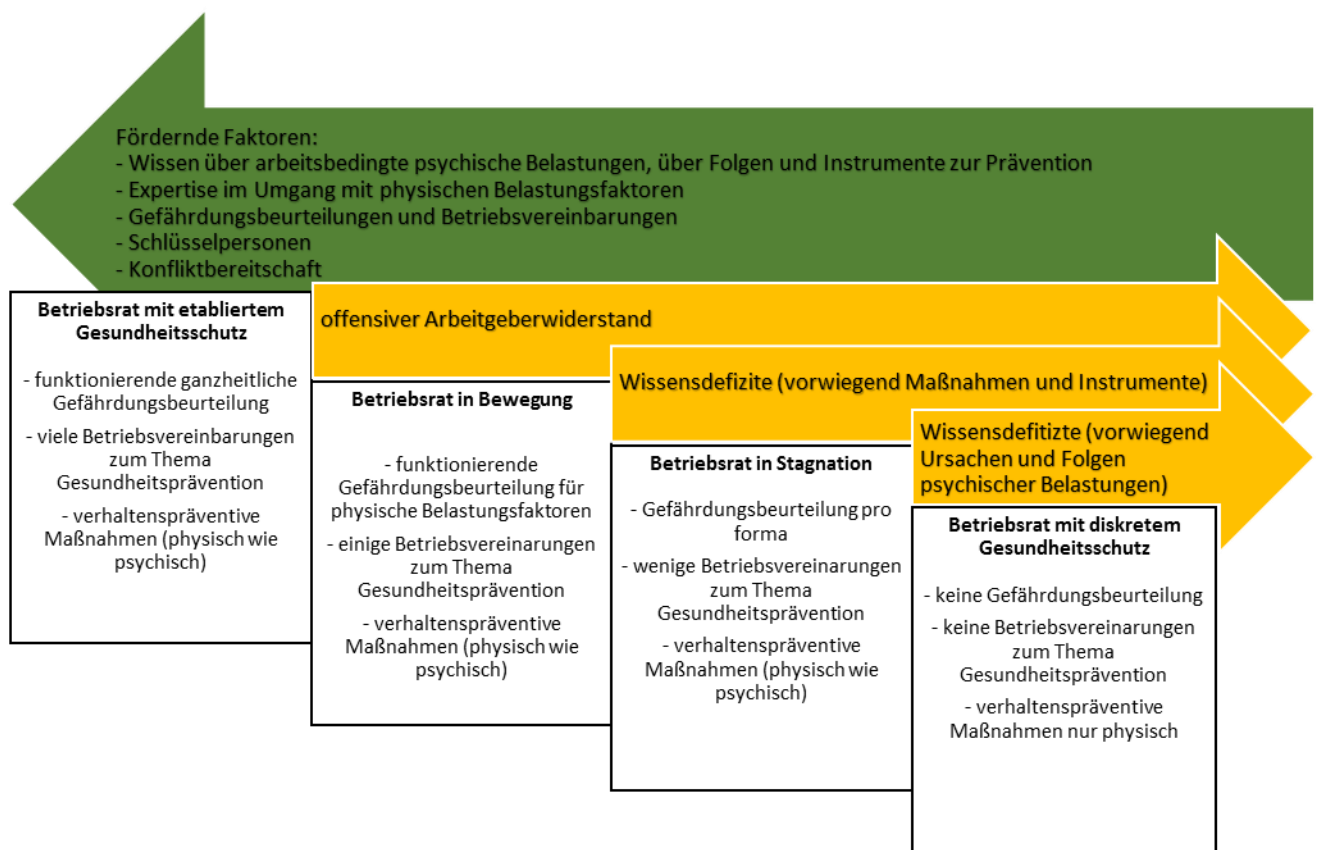 Fördernde Faktoren:
- Wissen über arbeitsbedingte psychische Belastungen, über Folgen und Instrumente zur Prävention
- Expertise im Umgang mit physischen Belastungsfaktoren
- Gefährdungsbeurteilungen und Betriebsvereinbarungen
- Schlüsselpersonen
- Konfliktbereitschaft
offensiver Arbeitgeberwiderstand
Wissensdefizite (vorwiegend Maßnahmen und Instrumente)
Wissensdefitizte (vorwiegend
Ursachen und Folgen
psychischer Belastungen)
Betriebsrat mit etabliertem
Gesundheitsschutz
- funktionierende ganzheitliche
Gefährdungsbeurteilung
- viele Betriebsvereinbarungen
zum Thema
Gesundheitsprävention
- verhaltenspräventive
Maßnahmen (physisch wie
psychisch)
Betriebsrat in Bewegung
- funktionierende
Gefährdungsbeurteilung für
physische Belastungsfaktoren
- einige Betriebsvereinarungen
zum Thema
Gesundheitsprävention
- verhaltenspräventive
Maßnahmen (physisch wie
psychisch)
Betriebsrat in Stagnation
- Gefährdungsbeurteilung pro
forma
- wenige Betriebsvereinarungen
zum Thema
Gesundheitsprävention
- verhaltenspräventive
Maßnahmen (physisch wie
psychisch)
Betriebsrat mit diskretem
Gesundheitsschutz
- keine Gefährdungsbeurteilung
- keine Betriebsvereinarungen
zum Thema
Gesundheitsprävention
- verhaltenspräventive
Maßnahmen nur physisch